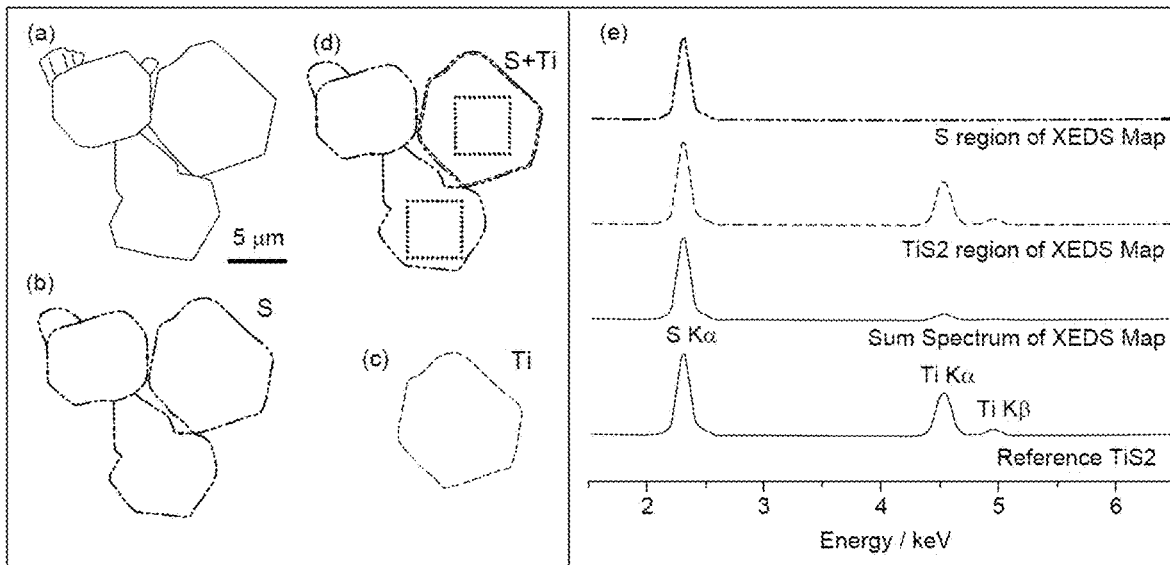 (a)
5 μm
(b)
S
(c)
Ti
(d)
S+Ti
(e)
S region of XEDS Map
TiS2 region of XEDS Map
Sum Spectrum of XEDS Map
S Kα
Ti Kα
Ti Kβ
Reference TiS2
2 3 4 5 6
Energy / keV